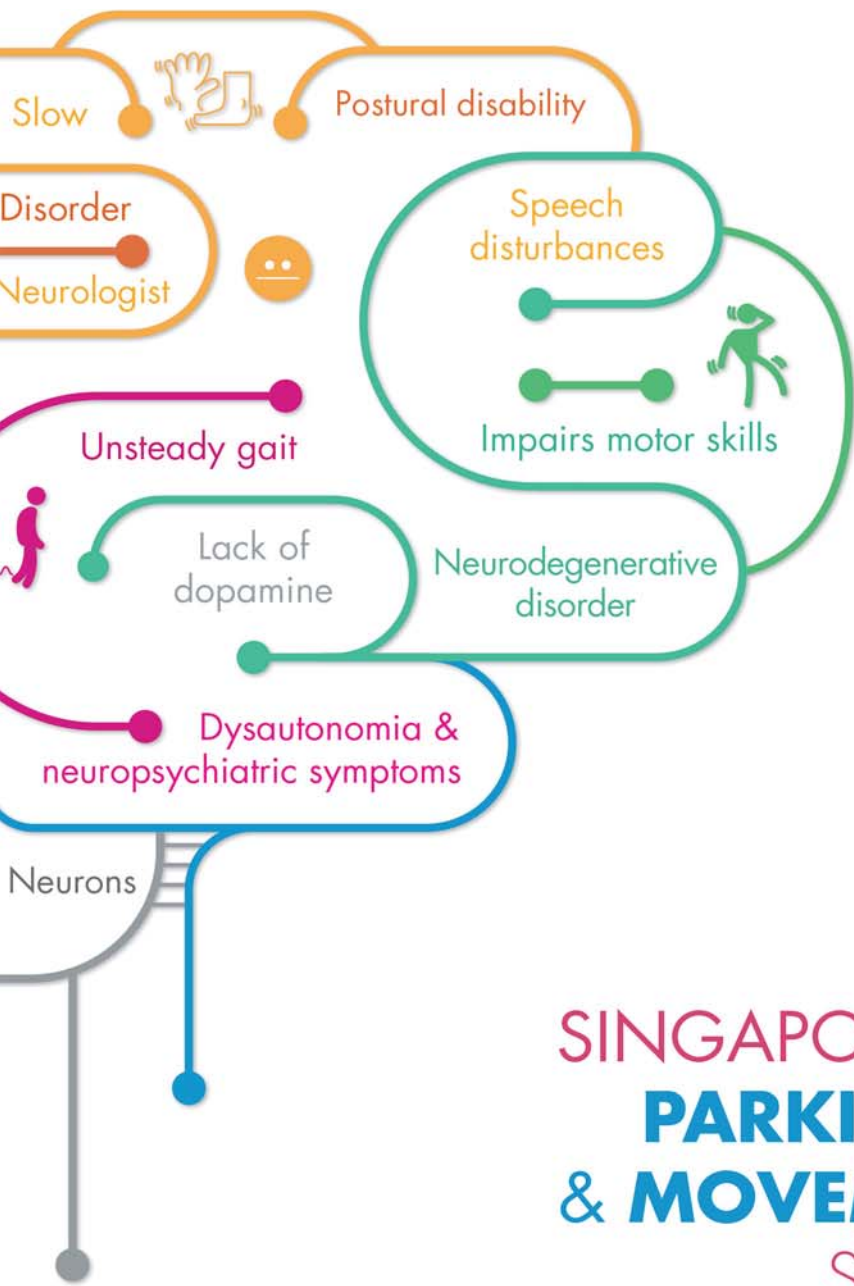 Slow
Postural disability
Disorder
Neurologist
Speech
disturbances
Unsteady gait
Impairs motor skills
Lack of
dopamine
Neurodegenerative
disorder
Dysautonomia &
neuropsychiatric symptoms
Neurons
SINGAPO
PARKI
& MOVEM
S